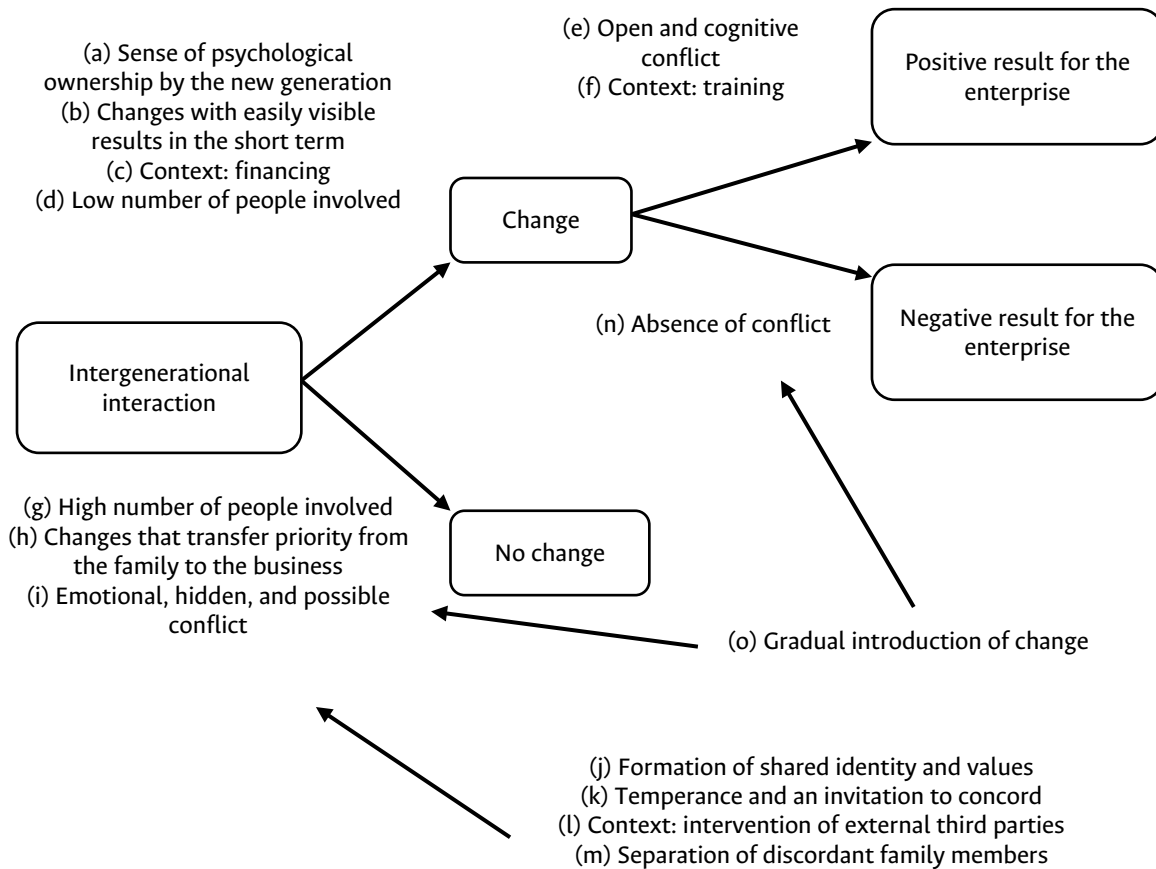 (a) Sense of psychological
ownership by the new generation
(b) Changes with easily visible
results in the short term
(c) Context: financing
(d) Low number of people involved
(e) Open and cognitive
conflict
(f) Context: training
Positive result for the
enterprise
Change
(n) Absence of conflict
Negative result for the
enterprise
Intergenerational
interaction
(g) High number of people involved
(h) Changes that transfer priority from
the family to the business
(i) Emotional, hidden, and possible
conflict
No change
(o) Gradual introduction of change
(j) Formation of shared identity and values
(k) Temperance and an invitation to concord
(l) Context: intervention of external third parties
(m) Separation of discordant family members